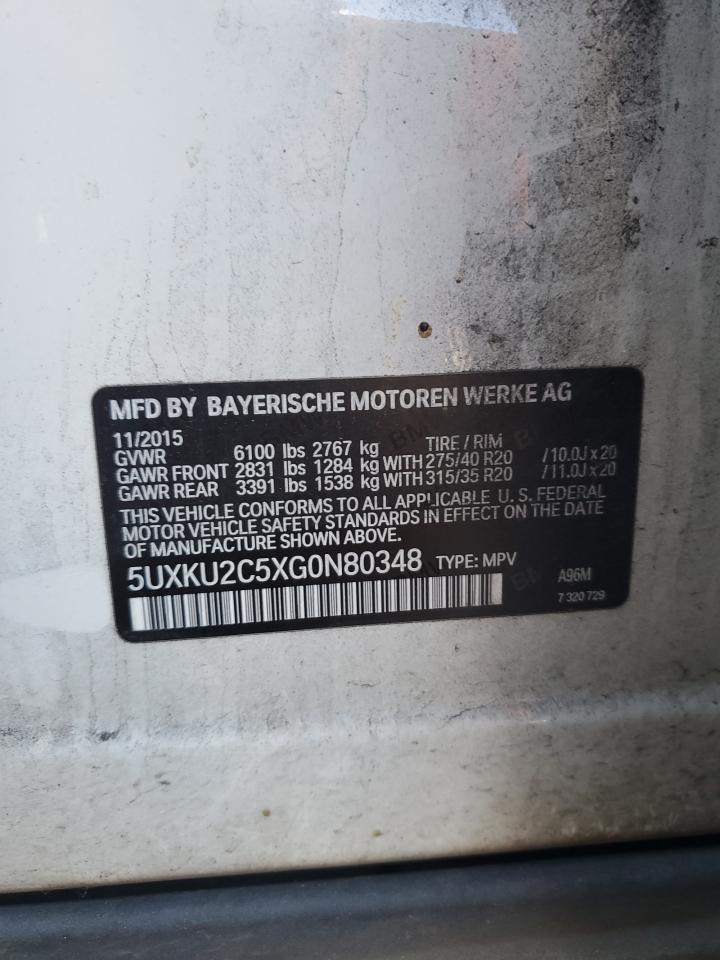 MFD BY BAYERISCHE MOTOREN WERKE AG
11/2015 TIRE / RIM
GVWR 6100 lbs 2767 kg
GAWR FRONT 2831 lbs 1284 kg WITH 275/40 R20 /10.0J x 20
GAWR REAR 3391 lbs 1538 kg WITH 315/35 R20 /11.0J x 20
THIS VEHICLE CONFORMS TO ALL APPLICABLE U. S. FEDERAL
MOTOR VEHICLE SAFETY STANDARDS IN EFFECT ON THE DATE
OF MANUFACTURE SHOWN ABOVE.
5UXKU2C5XG0N80348 TYPE: MPV
A96M
7 320 729